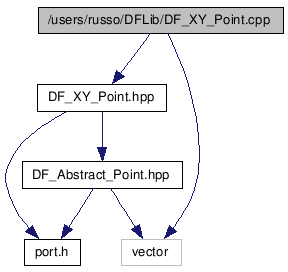 /users/russo/DFLib/DF_XY_Point.cpp
DF_XY_Point.hpp
DF_Abstract_Point.hpp
port.h
vector